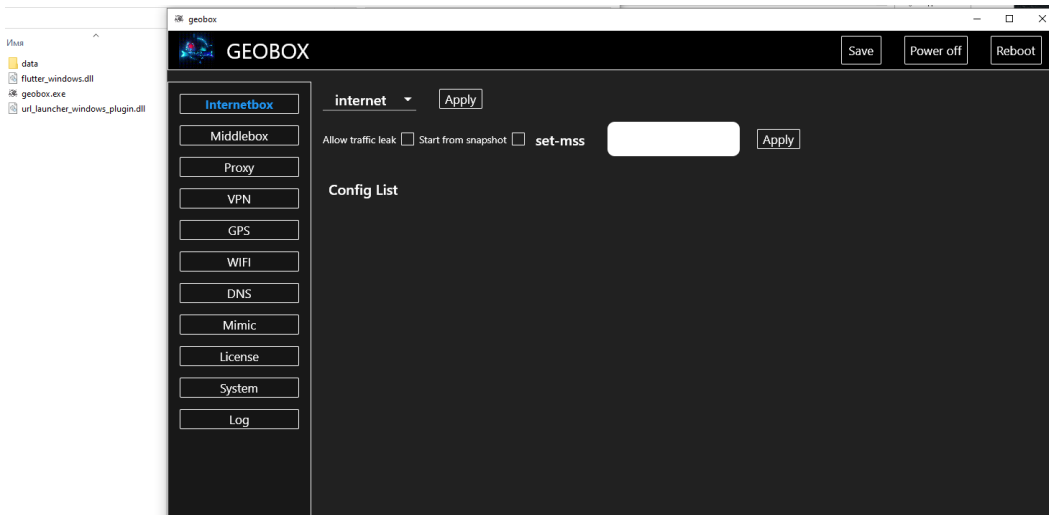 geobox
Имя
data
flutter_windows.dll
geobox.exe
url_launcher_windows_plugin.dll
GEOBOX
Save
Power off
Reboot
Internetbox
Middlebox
Proxy
VPN
GPS
WIFI
DNS
Mimic
License
System
Log
internet
Apply
Allow traffic leak
Start from snapshot
set-mss
Apply
Config List